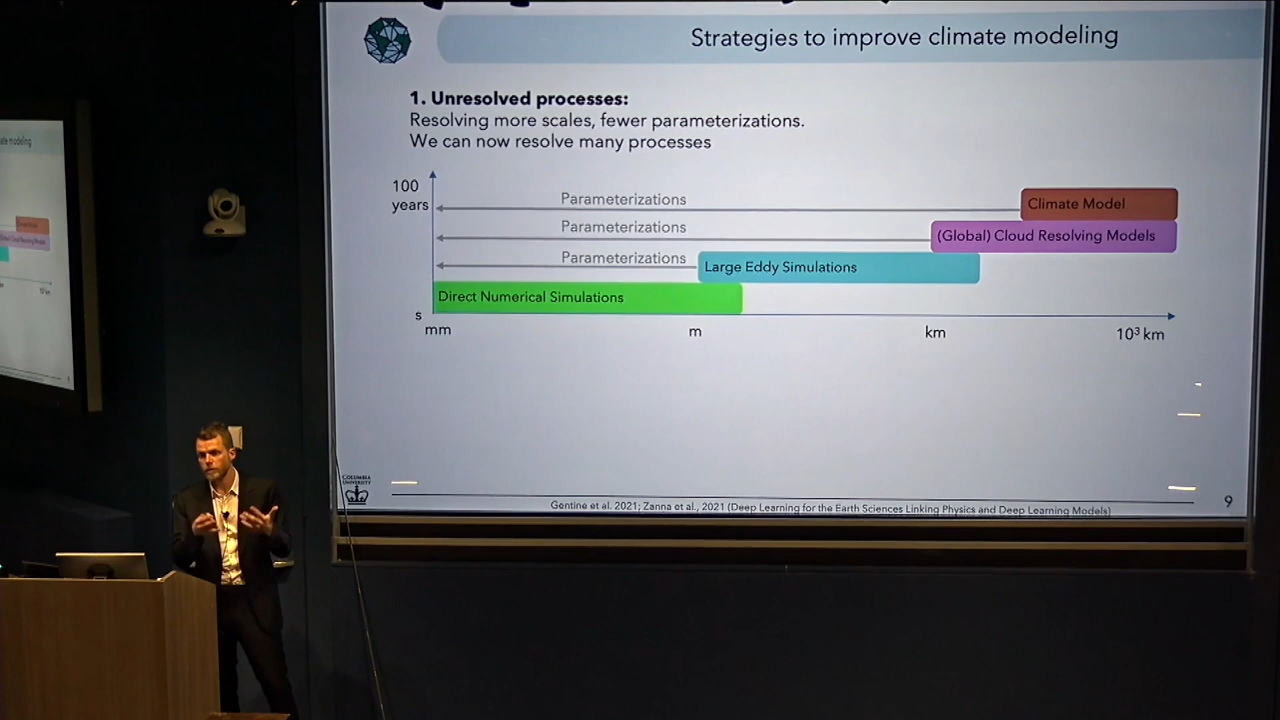 Strategies to improve climate modeling
1. Unresolved processes:
Resolving more scales, fewer parameterizations.
We can now resolve many processes
100
years
Parameterizations
Climate Model
Parameterizations
(Global) Cloud Resolving Models
Parameterizations
Large Eddy Simulations
Direct Numerical Simulations
s
mm
m
km
10³ km
COLUMBIA
UNIVERSITY
Gentine et al. 2021; Zanna et al., 2021 (Deep Learning for the Earth Sciences Linking Physics and Deep Learning Models)
9